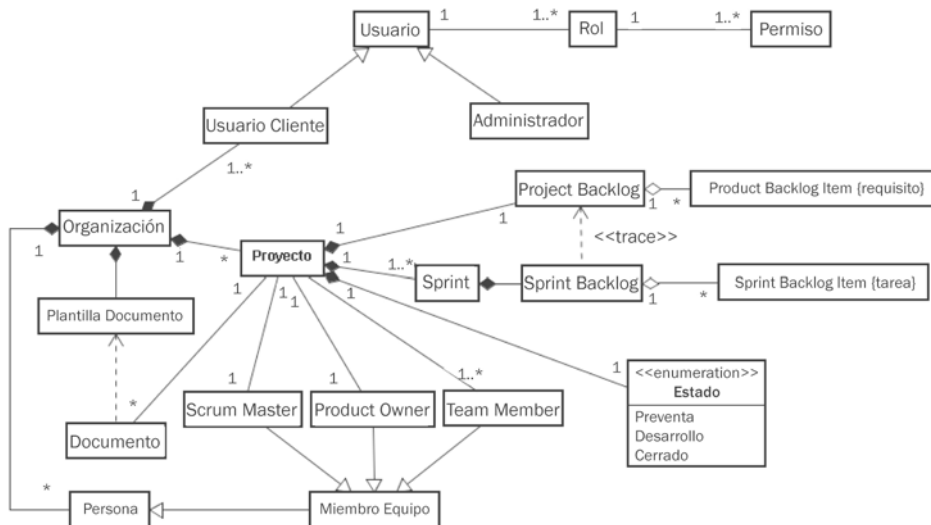 Usuario
1
1..*
Rol
1
1..*
Permiso
Usuario Cliente
Administrador
1..*
1
Organización
1
1
*
Proyecto
1
1
Project Backlog
1
*
Product Backlog Item {requisito}
<<trace>>
1
1..*
Sprint
Sprint Backlog
1
*
Sprint Backlog Item {tarea}
1
1
1
1
1
Plantilla Documento
1
<<enumeration>>
Estado
Preventa
Desarrollo
Cerrado
*
1
1
1..*
Documento
Scrum Master
Product Owner
Team Member
*
Persona
Miembro Equipo